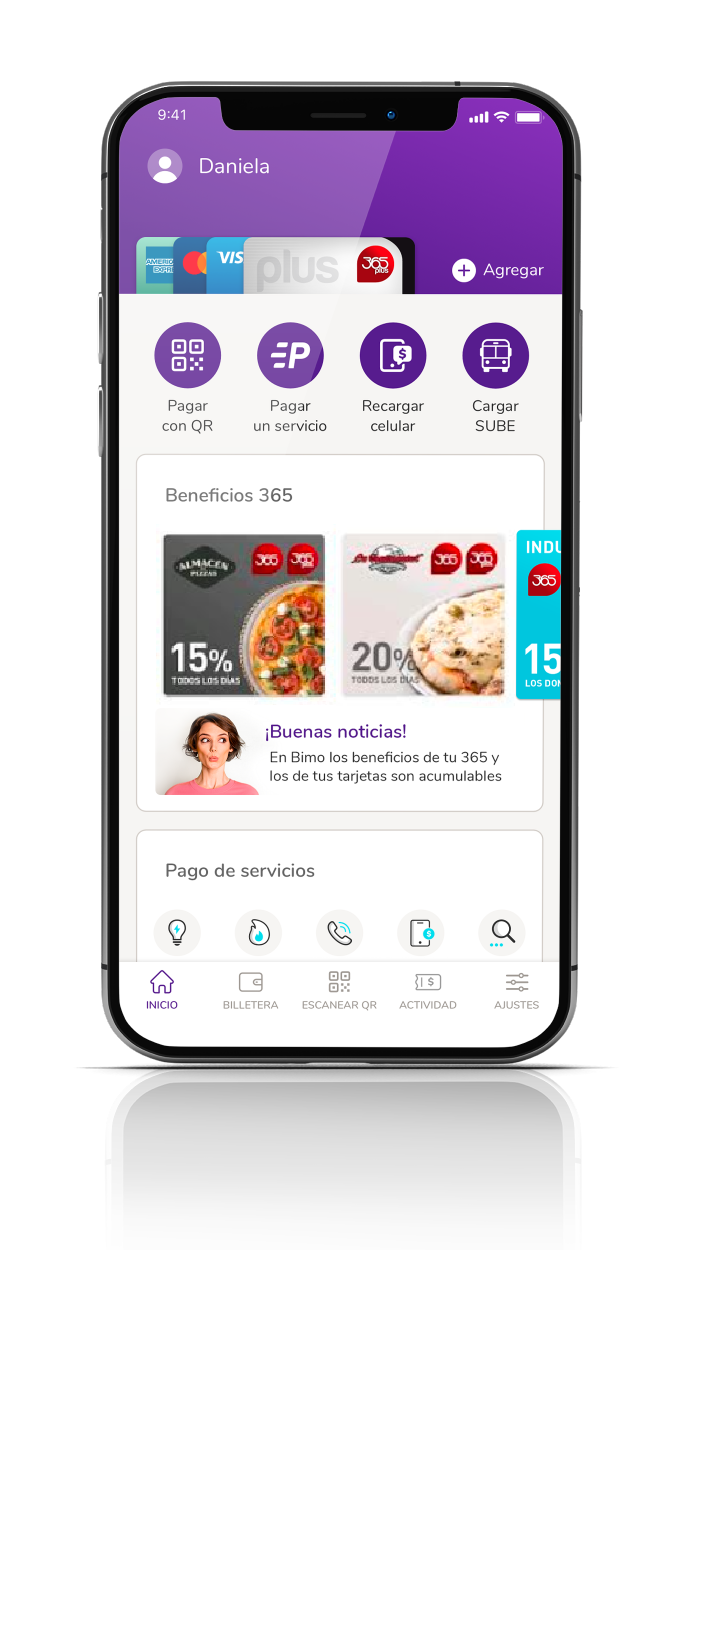 9:41
Daniela
AMERICAN
EXPR
VIS
plus
365
plus
Agregar
Pagar
con QR
Pagar
un servicio
Recargar
celular
Cargar
SUBE
Beneficios 365
ALMACEN
PIZZAS
365
365
15%
TODOS LOS DÍAS
365
365
20%
TODOS LOS DÍAS
INDU
365
15
LOS DOM
¡Buenas noticias!
En Bimo los beneficios de tu 365 y
los de tus tarjetas son acumulables
Pago de servicios
INICIO
BILLETERA
ESCANEAR QR
ACTIVIDAD
AJUSTES